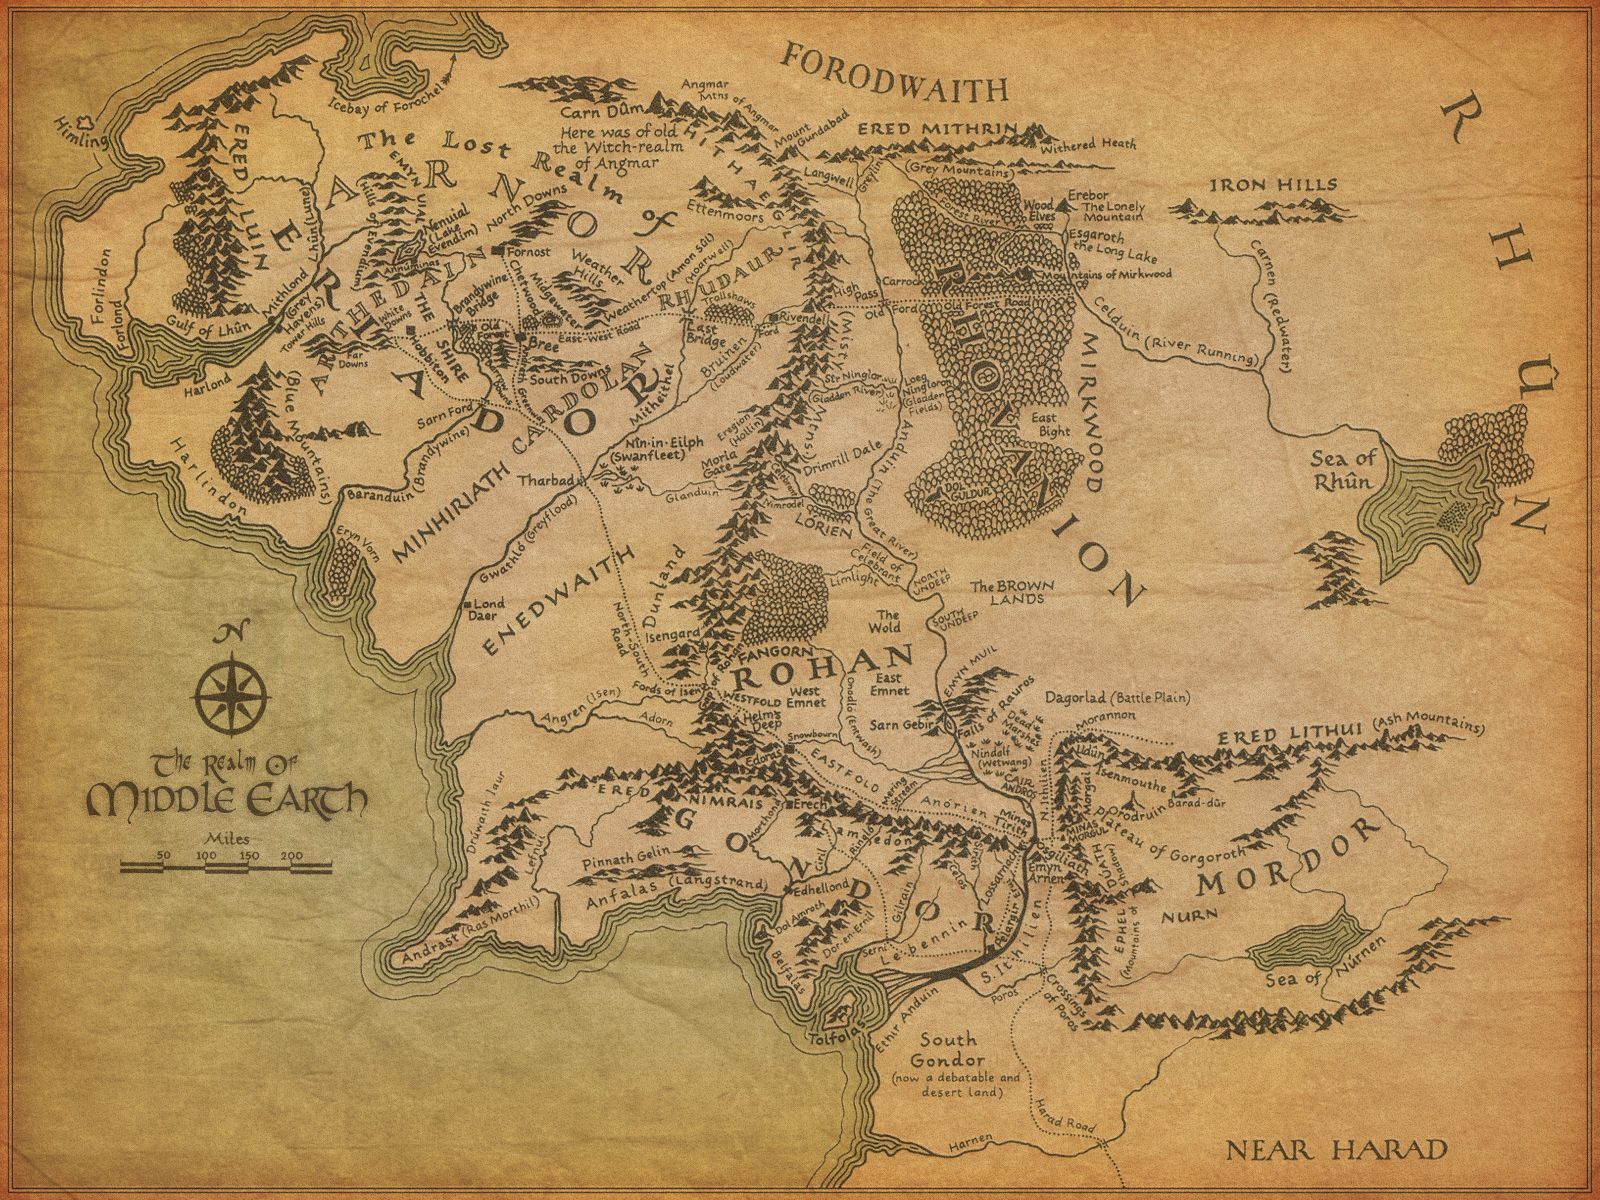 FORODWAITH
RHÛN
Icebay of Forochel
Himling
Angmar
Mtns of Angmar
Carn Dûm
Here was of old
the Witch-realm
of Angmar
Mount
Gundabad
ERED MITHRIN
(Grey Mountains)
Withered Heath
IRON HILLS
The Lost Realm of
ARNOR
ERIADOR
ERED LUIN
HITHAEGLIR
Ettenmoors
Langwell
Greylin
Forest River
Wood
Elves
Erebor
The Lonely
Mountain
Esgaroth
the Long Lake
Mountains of Mirkwood
EMYN UIAL
Hills of Evendim
Nenuial
(Lake
Evendim)
Annúminas
North Downs
Fornost
ARTHEDAIN
(Lhûn)
Forlindon
Forlond
Gulf of Lhûn
Mithlond
(Grey
Havens)
Tower Hills
White
Downs
Far
Downs
Hobbiton
THE
SHIRE
Brandywine
Bridge
Old
Forest
Chetwood
Midgewater
Bree
Weather
Hills
Weathertop (Amon Sûl)
(Hoarwell)
RHUDAUR
Trollshaws
Last
Bridge
East-West Road
Rivendell
Ford
High
Pass
Carrock
Old Ford
Old Forest Road
Celduin (River Running)
Carnen (Redwater)
Harlond
(Blue Mountains)
Harlindon
Sarn Ford
South Downs
Greenway
CARDOLAN
Mitheithel
Bruinen
(Loudwater)
(Misty Mtns)
(Gladden River)
Loeg
Ningloron
(Gladden
Fields)
RHOVANION
MIRKWOOD
East
Bight
DOL
GULDUR
Sea of
Rhûn
Baranduin (Brandywine)
Eryn Vorn
MINHIRIATH
Tharbad
Nîn-in-Eilph
(Swanfleet)
Glanduin
Eregion
(Hollin)
Moria
Gate
Drimrill Dale
Nimrodel
LORIEN
Anduin (The Great River)
Field of
Celebrant
Limlight
NORTH
UNDEEP
SOUTH
UNDEEP
The BROWN
LANDS
The
Wold
Gwathló (Greyflood)
Lond
Daer
ENEDWAITH
North-South
Road
Dunland
Isengard
FANGORN
ROHAN
Fords of Isen
WESTFOLD
West
Emnet
East
Emnet
Onodló (Entwash)
Angren (Isen)
Adorn
Helm's
Deep
Snowbourn
Edoras
EASTFOLD
Mering
Stream
Sarn Gebir
EMYN MUIL
Falls of Rauros
Dead
Marshes
Nindalf
(Wetwang)
CAIR
ANDROS
Dagorlad (Battle Plain)
Morannon
Udûn
Isenmouthe
ERED LITHUI (Ash Mountains)
N
The Realm Of
Middle Earth
Miles
50 100 150 200
Drúwaith Iaur
Lefnui
ERED NIMRAIS
GONDOR
Pinnath Gelin
Anfalas (Langstrand)
Andrast (Ras Morthil)
Morthond
Erech
Lamedon
Ciril
Ringló
Edhellond
Dol Amroth
Dor-en-Ernil
Belfalas
Gilrain
Serni
Lebennin
Celos
Lossarnach
Pelargir
Anórien
Minas
Tirith
Osgiliath
Emyn
Arnen
N. Ithilien
S. Ithilien
MINAS
MORGUL
Morgai
Orodruin
Barad-dûr
Plateau of Gorgoroth
MORDOR
NURN
Sea of Núrnen
EPHEL DÚATH
(Mountains of Shadow)
Poros
Crossings
of Poros
Tolfolas
Ethir Anduin
South
Gondor
(now a debatable and
desert land)
Harad Road
Harnen
NEAR HARAD